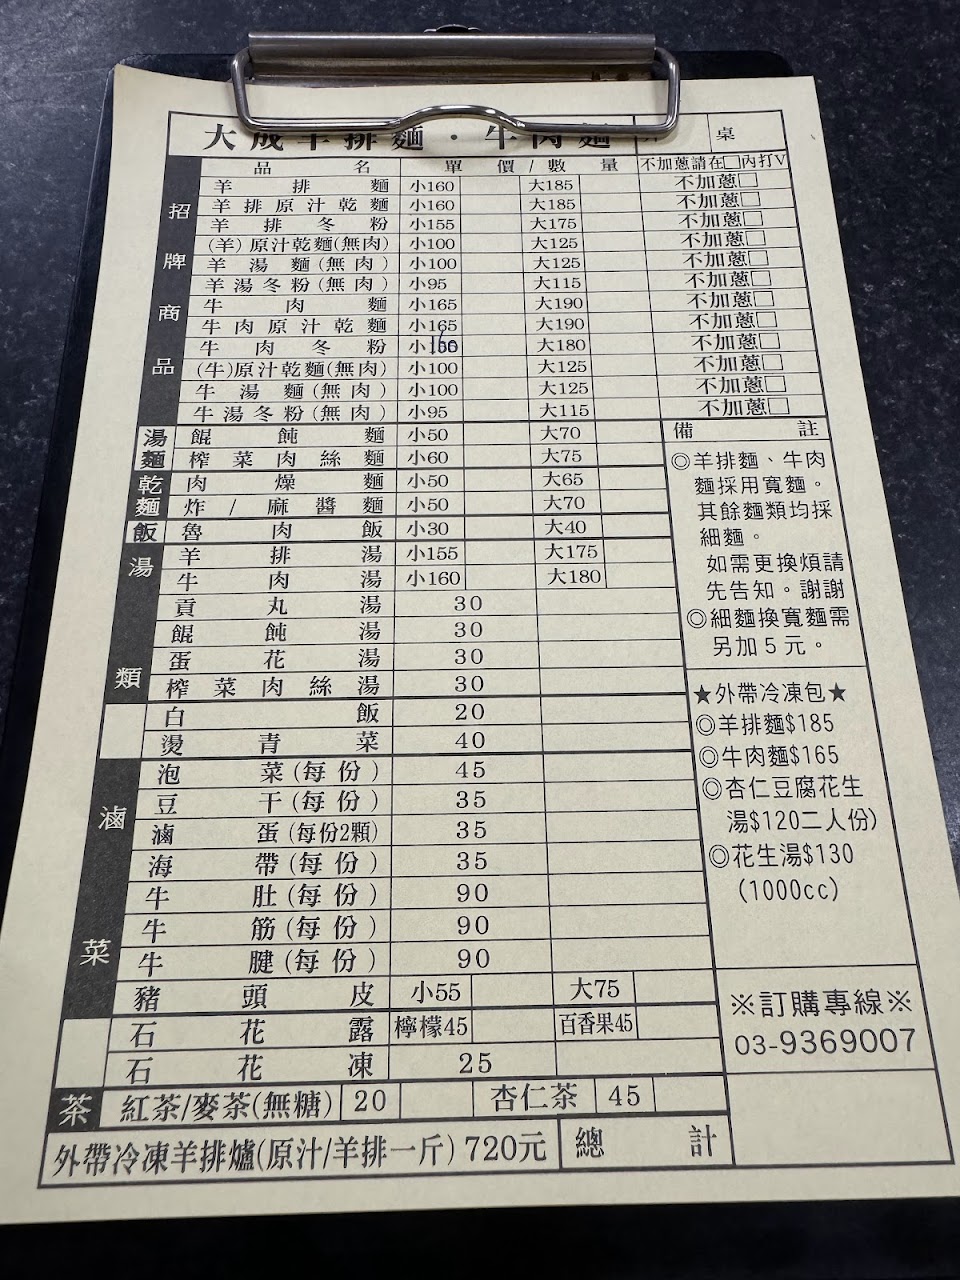 大成羊排麵・牛肉麵 桌
品名 單價/數量 不加蔥請在□內打V
招牌商品
羊排麵 小160 大185 不加蔥□
羊排原汁乾麵 小160 大185 不加蔥□
羊排冬粉 小155 大175 不加蔥□
(羊)原汁乾麵(無肉) 小100 大125 不加蔥□
羊湯麵(無肉) 小100 大125 不加蔥□
羊湯冬粉(無肉) 小95 大115 不加蔥□
牛肉麵 小165 大190 不加蔥□
牛肉原汁乾麵 小165 大190 不加蔥□
牛肉冬粉 小160 大180 不加蔥□
(牛)原汁乾麵(無肉) 小100 大125 不加蔥□
牛湯麵(無肉) 小100 大125 不加蔥□
牛湯冬粉(無肉) 小95 大115 不加蔥□
湯麵
餛飩麵 小50 大70
榨菜肉絲麵 小60 大75
乾麵
肉燥麵 小50 大65
炸/麻醬麵 小50 大70
飯
魯肉飯 小30 大40
湯類
羊排湯 小155 大175
牛肉湯 小160 大180
貢丸湯 30
餛飩湯 30
蛋花湯 30
榨菜肉絲湯 30
白飯 20
燙青菜 40
滷菜
泡菜(每份) 45
豆干(每份) 35
滷蛋(每份2顆) 35
海帶(每份) 35
牛肚(每份) 90
牛筋(每份) 90
牛腱(每份) 90
豬頭皮 小55 大75
石花露 檸檬45 百香果45
石花凍 25
茶 紅茶/麥茶(無糖) 20 杏仁茶 45
外帶冷凍羊排爐(原汁/羊排一斤)720元 總計
備註
◎羊排麵、牛肉
麵採用寬麵。
其餘麵類均採
細麵。
如需更換煩請
先告知。謝謝
◎細麵換寬麵需
另加5元。
★外帶冷凍包★
◎羊排麵$185
◎牛肉麵$165
◎杏仁豆腐花生
湯$120二人份)
◎花生湯$130
(1000cc)
※訂購專線※
03-9369007